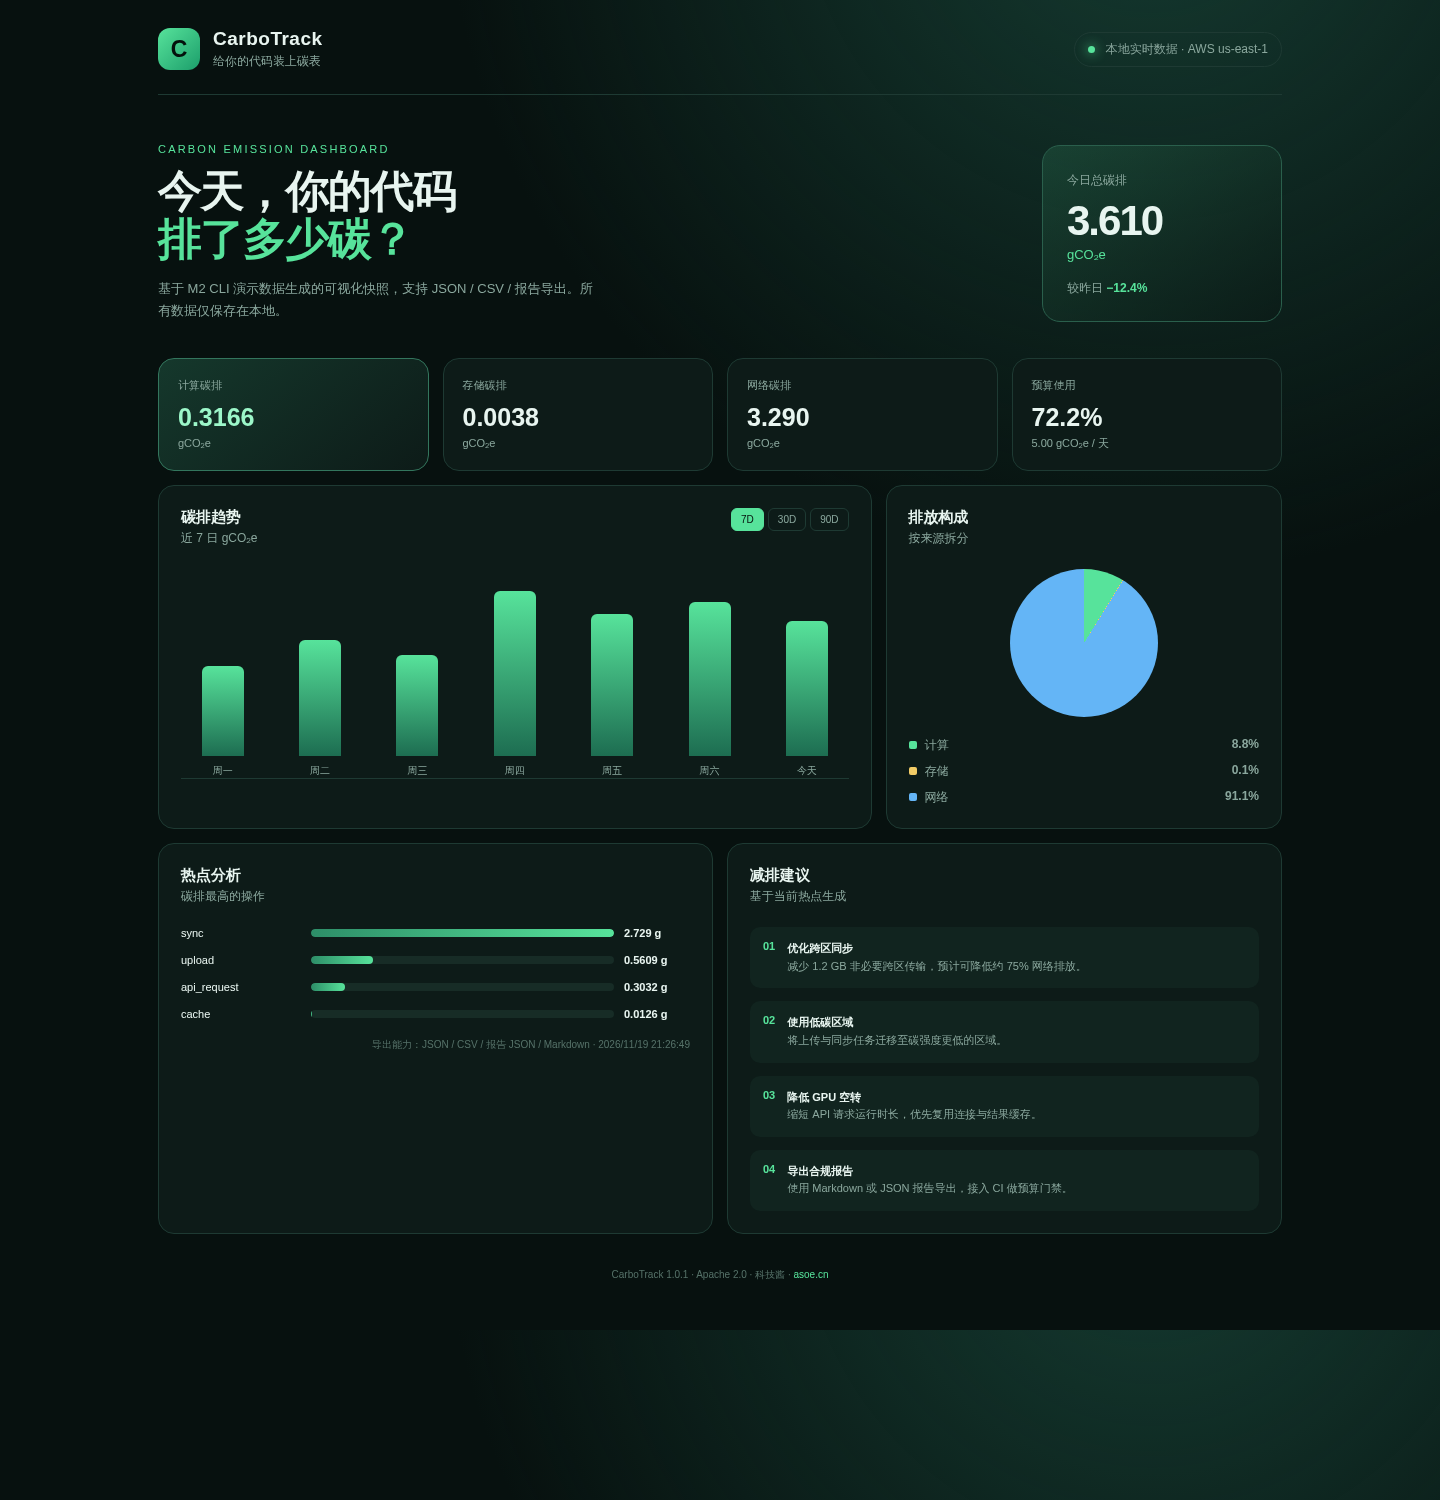 C
CarboTrack
给你的代码装上碳表
本地实时数据 · AWS us-east-1
CARBON EMISSION DASHBOARD
今天，你的代码
排了多少碳？
基于 M2 CLI 演示数据生成的可视化快照，支持 JSON / CSV / 报告导出。所
有数据仅保存在本地。
今日总碳排
3.610
gCO₂e
较昨日 −12.4%
计算碳排
0.3166
gCO₂e
存储碳排
0.0038
gCO₂e
网络碳排
3.290
gCO₂e
预算使用
72.2%
5.00 gCO₂e / 天
碳排趋势
近 7 日 gCO₂e
7D
30D
90D
周一
周二
周三
周四
周五
周六
今天
排放构成
按来源拆分
计算 8.8%
存储 0.1%
网络 91.1%
热点分析
碳排最高的操作
sync 2.729 g
upload 0.5609 g
api_request 0.3032 g
cache 0.0126 g
导出能力：JSON / CSV / 报告 JSON / Markdown · 2026/11/19 21:26:49
减排建议
基于当前热点生成
01 优化跨区同步
减少 1.2 GB 非必要跨区传输，预计可降低约 75% 网络排放。
02 使用低碳区域
将上传与同步任务迁移至碳强度更低的区域。
03 降低 GPU 空转
缩短 API 请求运行时长，优先复用连接与结果缓存。
04 导出合规报告
使用 Markdown 或 JSON 报告导出，接入 CI 做预算门禁。
CarboTrack 1.0.1 · Apache 2.0 · 科技酱 · asoe.cn